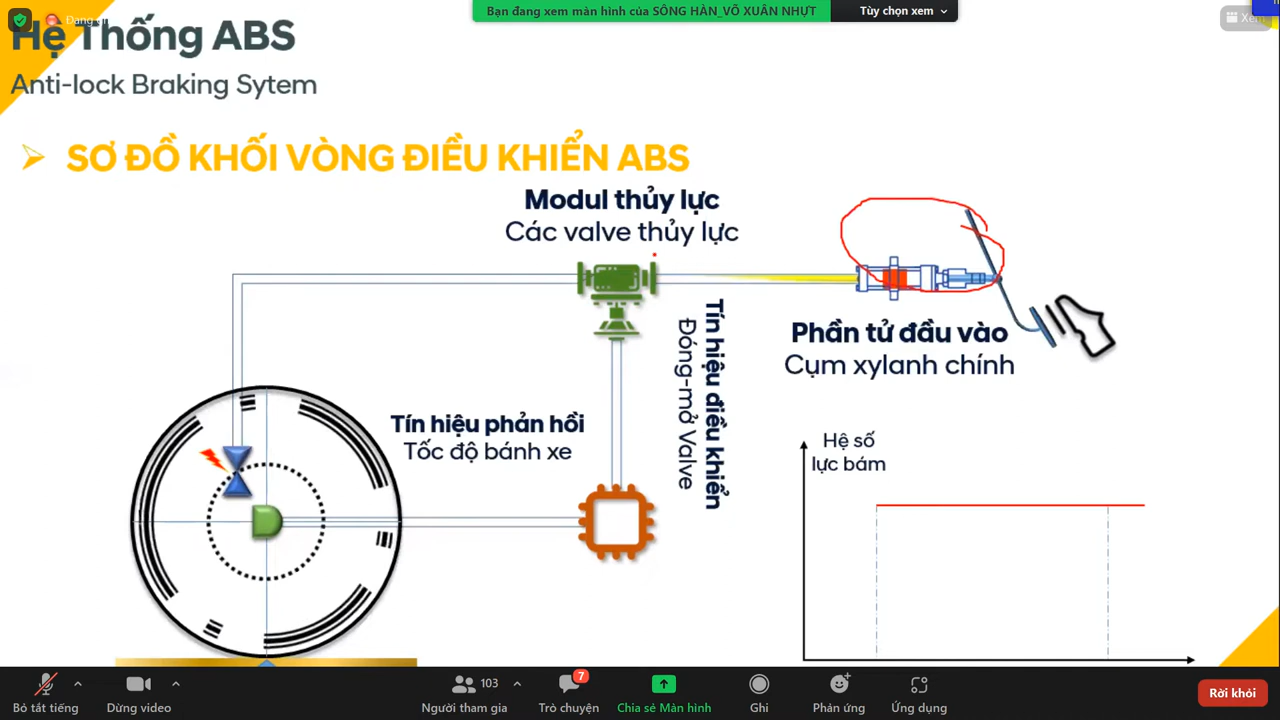 Bạn đang xem màn hình của SÔNG HÀN_VÕ XUÂN NHỰT
Tùy chọn xem
Hệ Thống ABS
Anti-lock Braking Sytem
SƠ ĐỒ KHỐI VÒNG ĐIỀU KHIỂN ABS
Modul thủy lực
Các valve thủy lực
Phần tử đầu vào
Cụm xylanh chính
Tín hiệu điều khiển
Đóng-mở Valve
Tín hiệu phản hồi
Tốc độ bánh xe
Hệ số
lực bám
103
7
Bỏ tắt tiếng
Dừng video
Người tham gia
Trò chuyện
Chia sẻ Màn hình
Ghi
Phản ứng
Ứng dụng
Rời khỏi